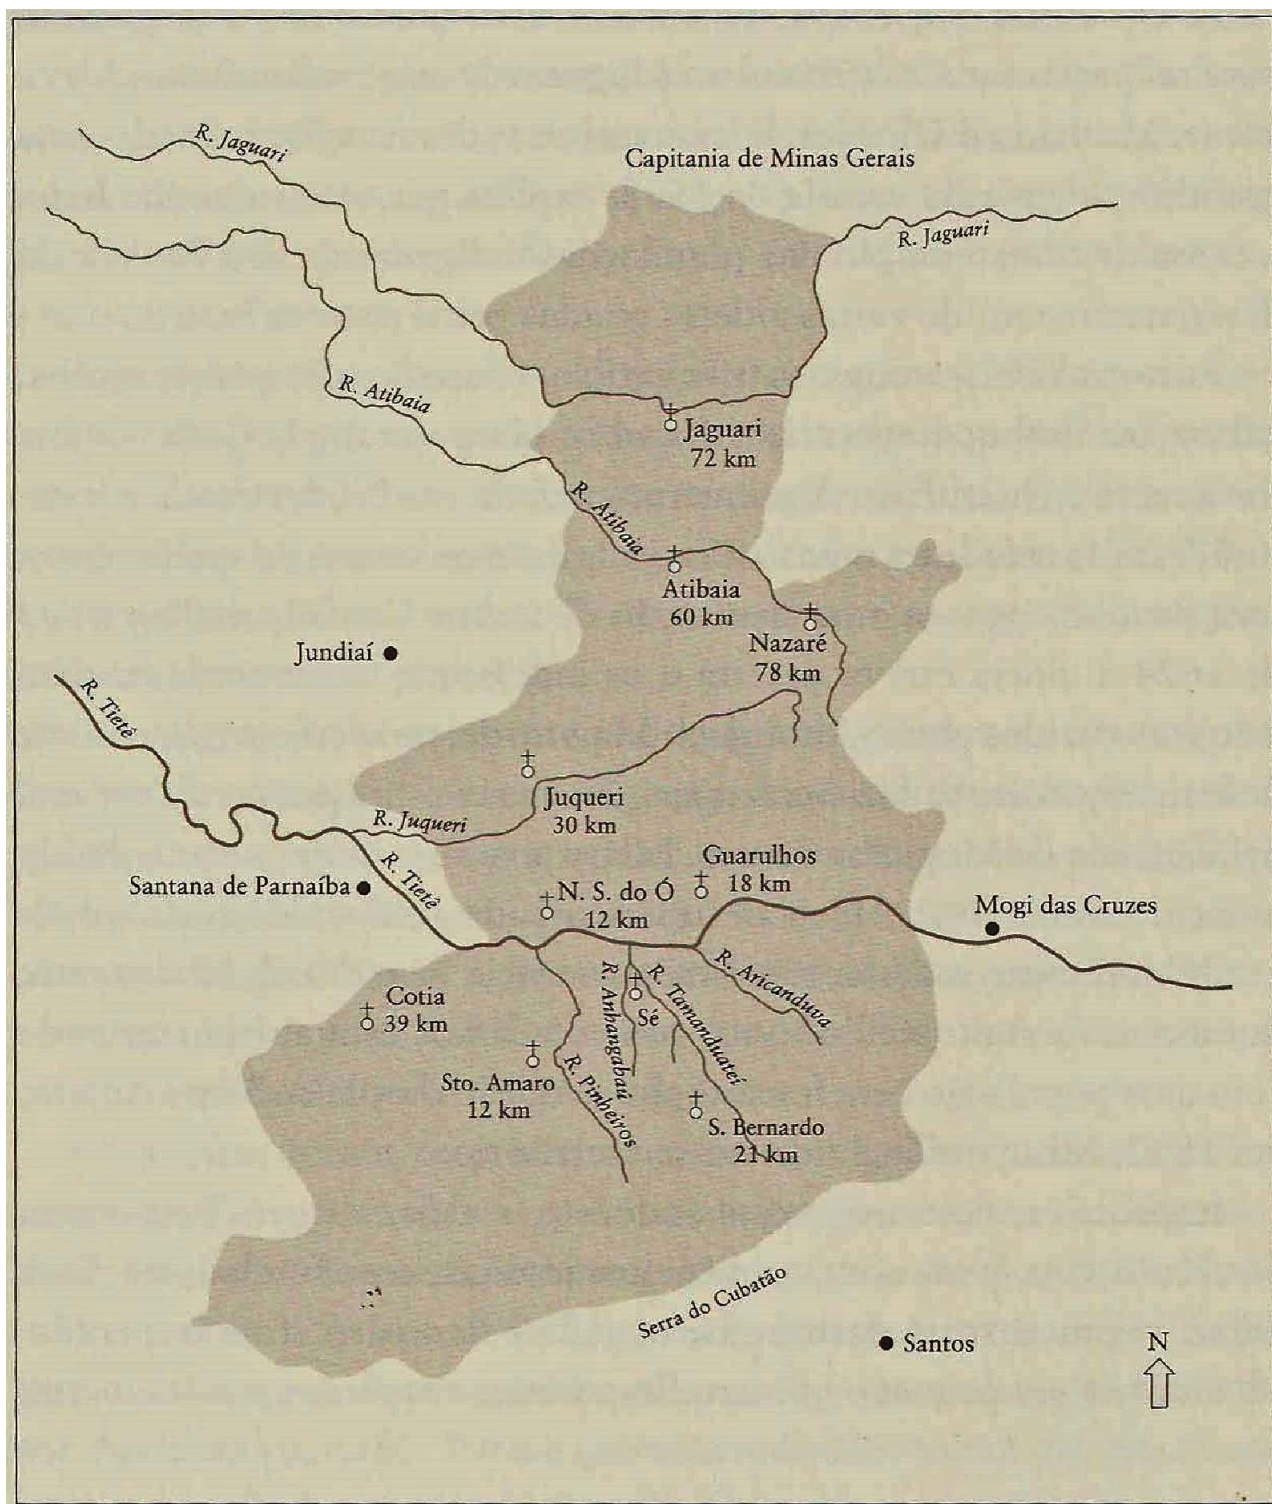 R. Jaguari
Capitania de Minas Gerais
R. Jaguari
R. Atibaia
Jaguari
72 km
R. Atibaia
Atibaia
60 km
Nazaré
78 km
Jundiaí
R. Tietê
Juqueri
30 km
R. Juqueri
Guarulhos
18 km
R. Tietê
Santana de Parnaíba
N. S. do Ó
12 km
Mogi das Cruzes
R. Aricanduva
R. Anhangabaú
R. Tamanduateí
Cotia
39 km
Sé
Sto. Amaro
12 km
R. Pinheiros
S. Bernardo
21 km
Serra do Cubatão
Santos
N